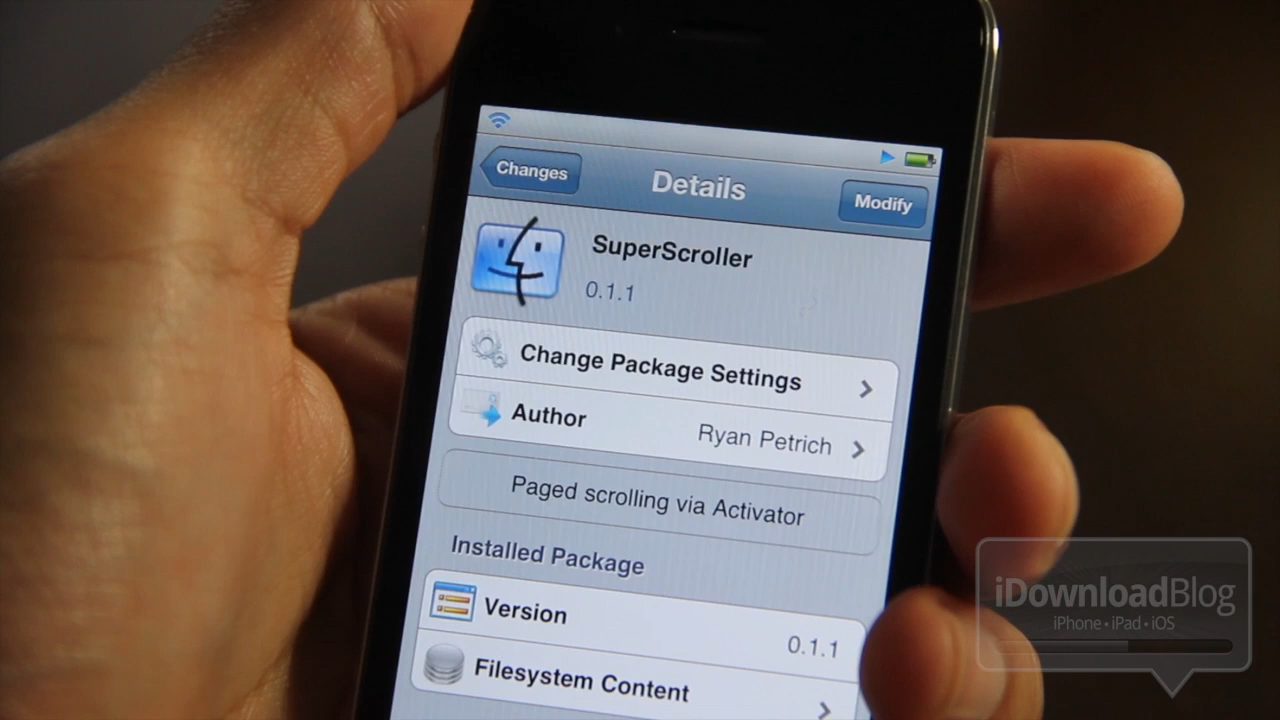 Changes
Details
Modify
SuperScroller
0.1.1
Change Package Settings
Author Ryan Petrich
Paged scrolling via Activator
Installed Package
Version 0.1.1
Filesystem Content
iDownloadBlog
iPhone • iPad • iOS